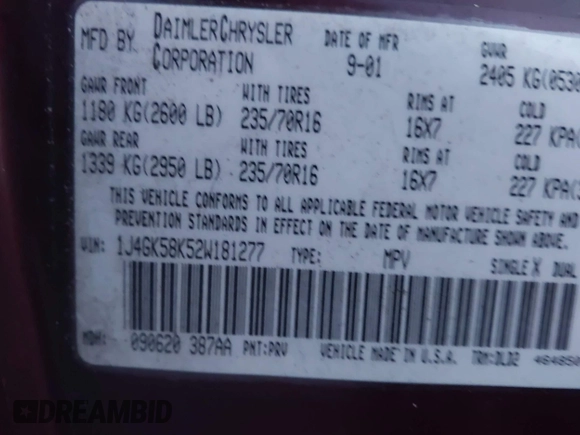 MFD BY DAIMLERCHRYSLER CORPORATION DATE OF MFR 9-01 GVWR 2405 KG(0530
GAWR FRONT WITH TIRES RIMS AT COLD
1180 KG(2600 LB) 235/70R16 16X7 227 KPA(
GAWR REAR WITH TIRES RIMS AT COLD
1339 KG(2950 LB) 235/70R16 16X7 227 KPA(
THIS VEHICLE CONFORMS TO ALL APPLICABLE FEDERAL MOTOR VEHICLE SAFETY AND
PREVENTION STANDARDS IN EFFECT ON THE DATE OF MANUFACTURE SHOWN ABOVE.
VIN: 1J4GK58K52W181277 TYPE: MPV SINGLE X DUAL
MDH: 090620 387AA PNT:PRV VEHICLE MADE IN U.S.A. TRM:DLD2 464850
DREAMBID